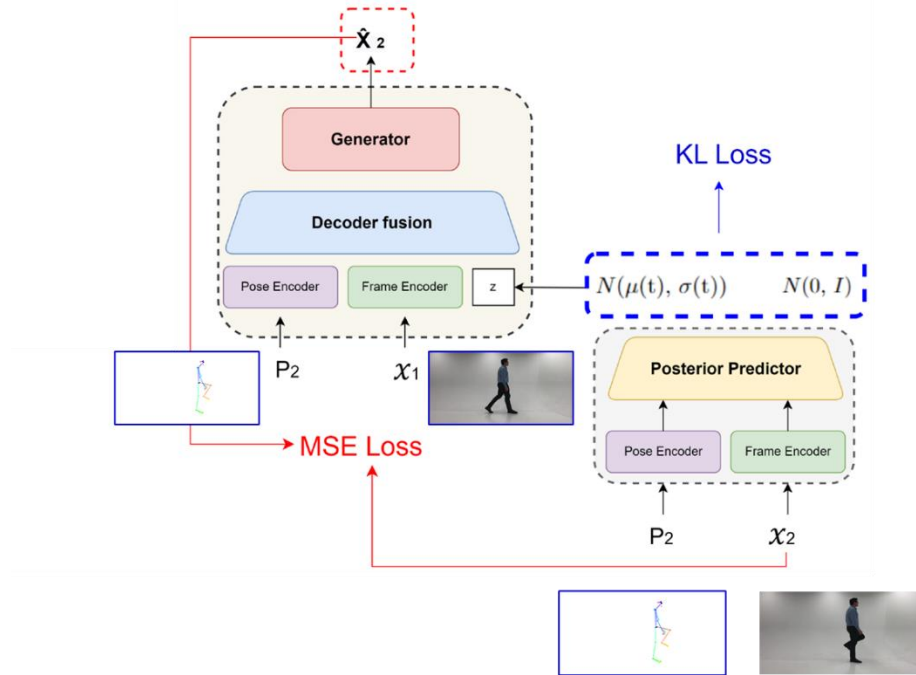 X̂ 2
Generator
KL Loss
Decoder fusion
Pose Encoder
Frame Encoder
z
N(μ(t), σ(t))
N(0, I)
P2
x1
Posterior Predictor
MSE Loss
Pose Encoder
Frame Encoder
P2
x2